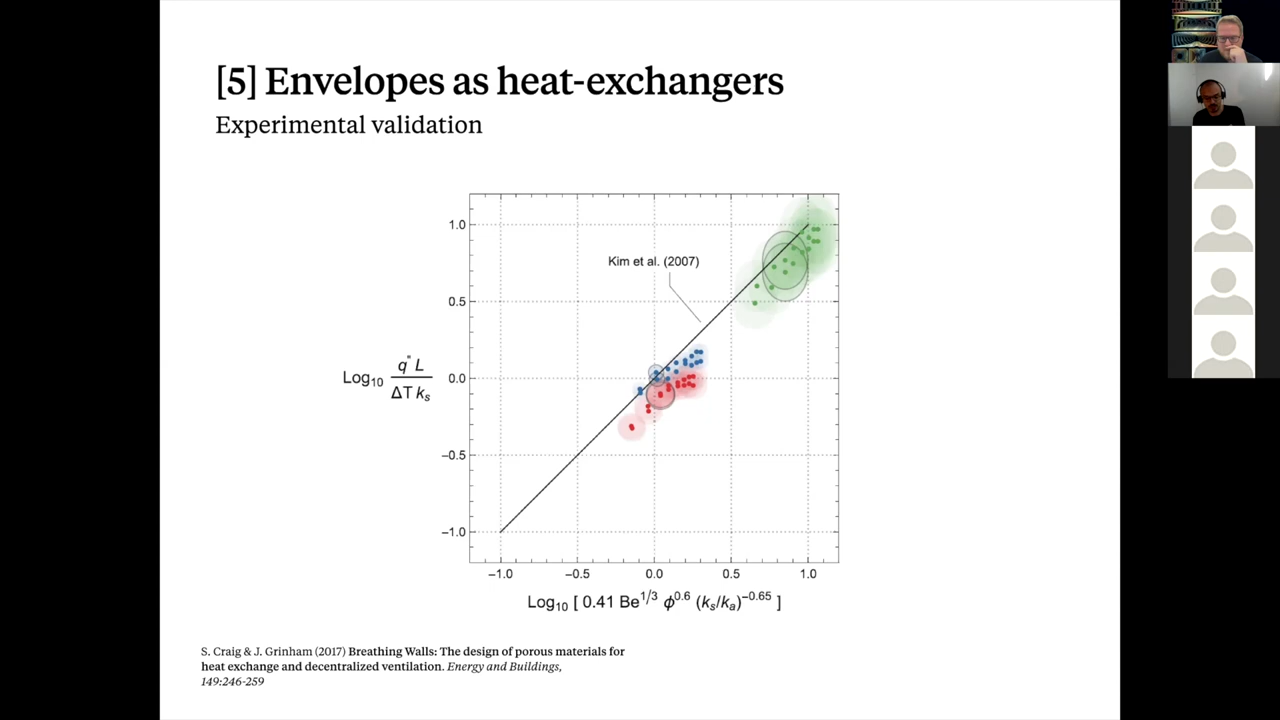 [5] Envelopes as heat-exchangers
Experimental validation
Kim et al. (2007)
1.0
0.5
0.0
−0.5
−1.0
Log₁₀ q" L / ΔT kₛ
−1.0 −0.5 0.0 0.5 1.0
Log₁₀ [ 0.41 Be^1/3 ϕ^0.6 (kₛ/kₐ)^−0.65 ]
S. Craig & J. Grinham (2017) Breathing Walls: The design of porous materials for
heat exchange and decentralized ventilation. Energy and Buildings,
149:246-259